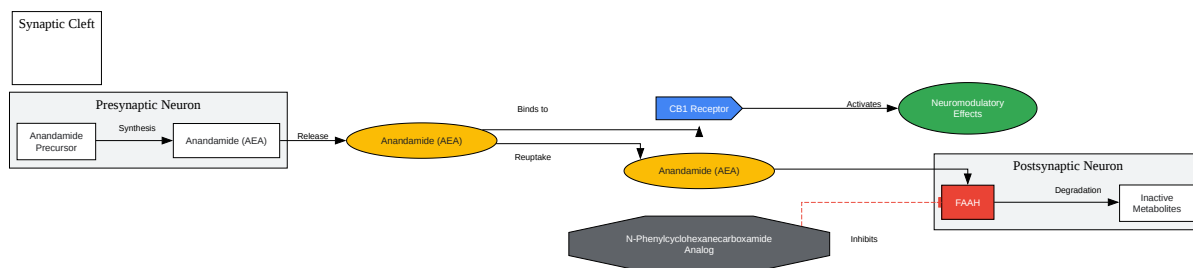 Synaptic Cleft
Presynaptic Neuron
Anandamide
Precursor
Synthesis
Anandamide (AEA)
Release
Anandamide (AEA)
Binds to
Reuptake
CB1 Receptor
Activates
Neuromodulatory
Effects
Anandamide (AEA)
Postsynaptic Neuron
FAAH
Degradation
Inactive
Metabolites
N-Phenylcyclohexanecarboxamide
Analog
Inhibits